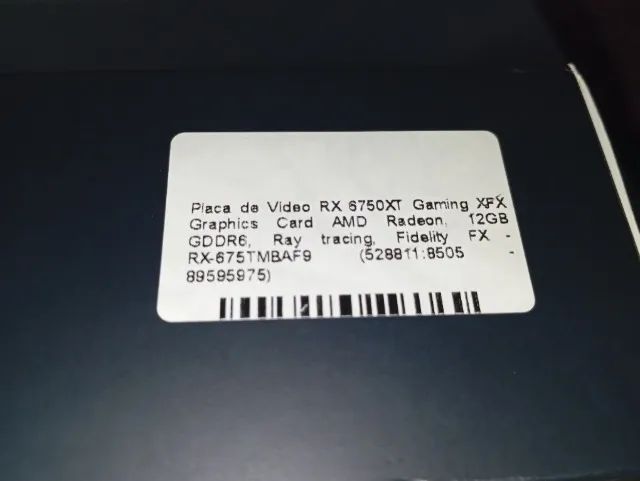 Placa de Video RX 6750XT Gaming XFX
Graphics Card AMD Radeon, 12GB
GDDR6, Ray tracing, Fidelity FX -
RX-675TMBAF9 (528811:8505 -
89595975)